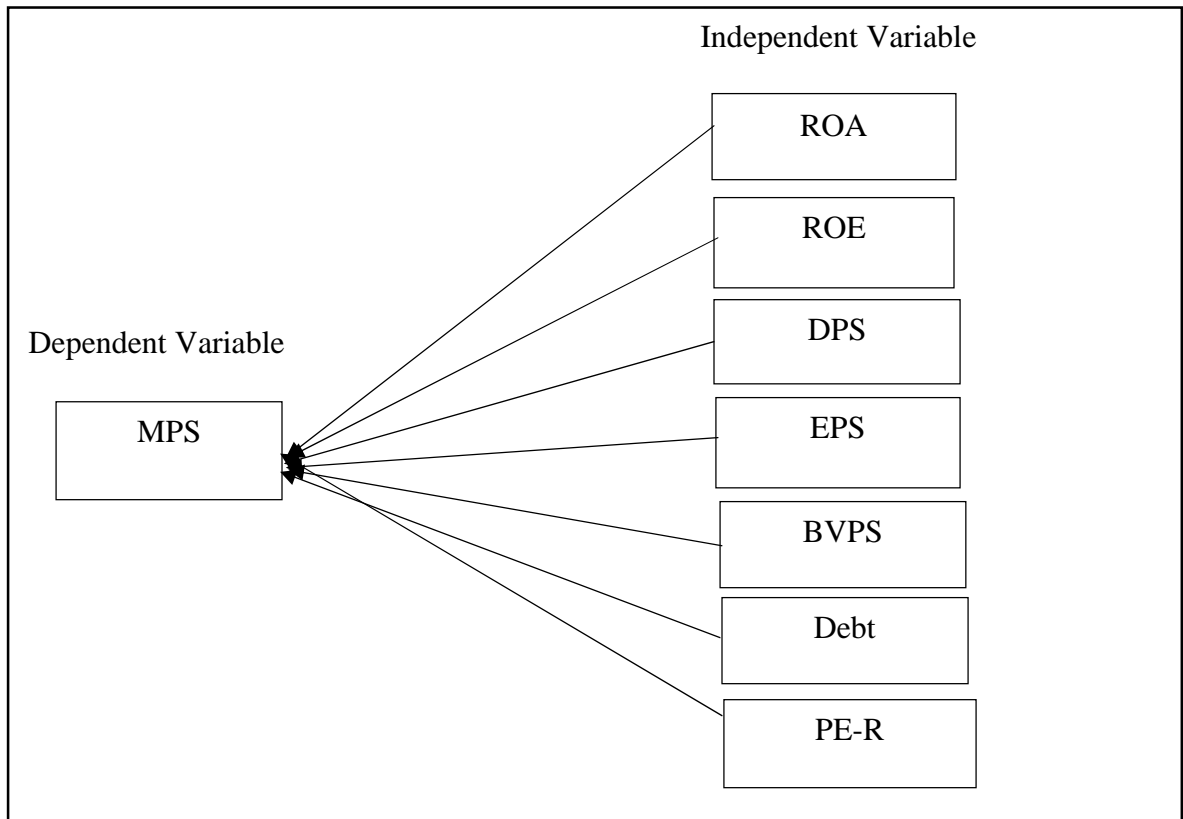 Independent Variable
ROA
ROE
DPS
Dependent Variable
MPS
EPS
BVPS
Debt
PE-R